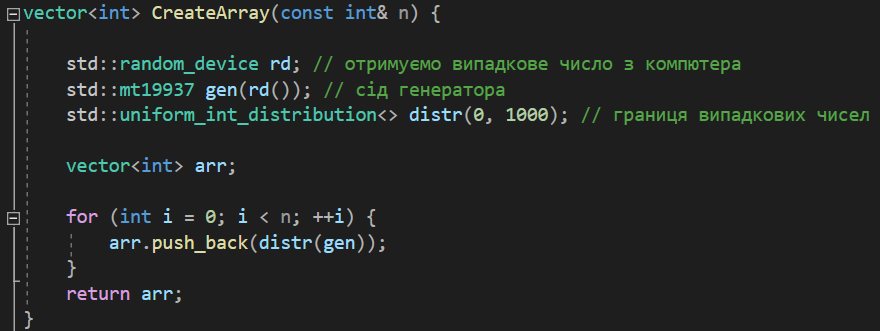 vector<int> CreateArray(const int& n) {
std::random_device rd; // отримуємо випадкове число з компютера
std::mt19937 gen(rd()); // сід генератора
std::uniform_int_distribution<> distr(0, 1000); // границя випадкових чисел
vector<int> arr;
for (int i = 0; i < n; ++i) {
arr.push_back(distr(gen));
}
return arr;
}